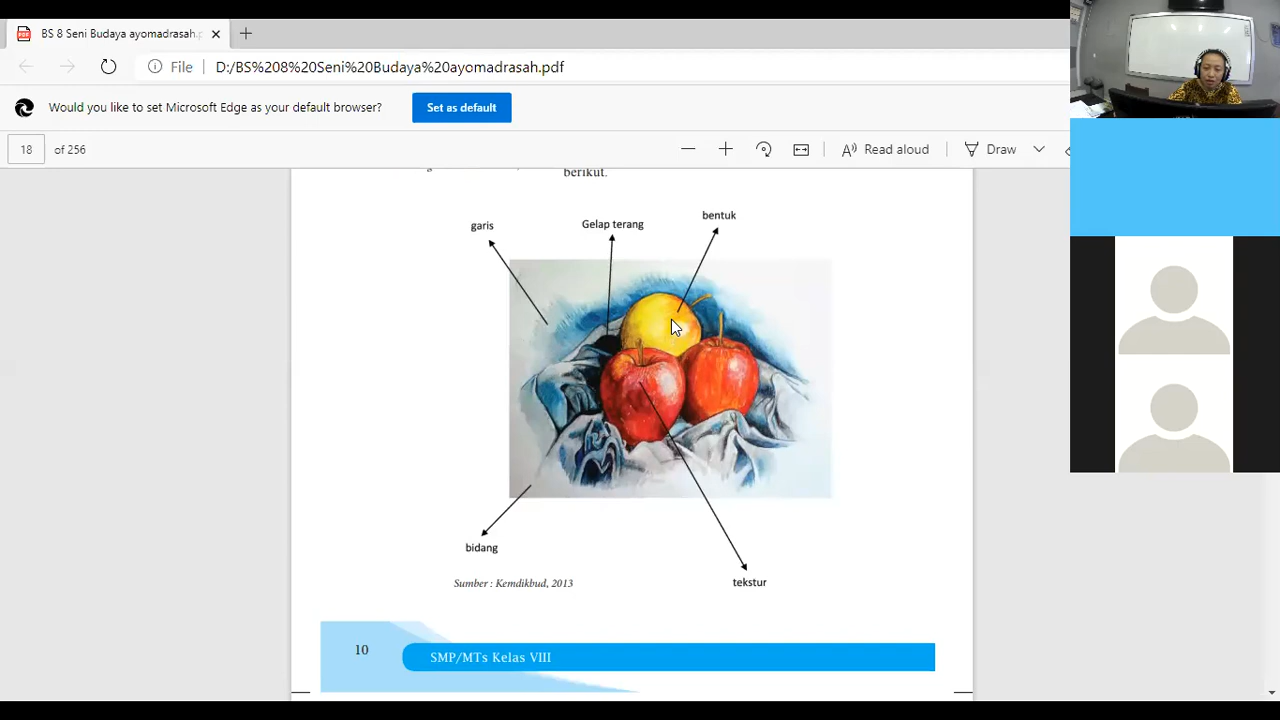 BS 8 Seni Budaya ayomadrasah.p
File D:/BS%208%20Seni%20Budaya%20ayomadrasah.pdf
Would you like to set Microsoft Edge as your default browser? Set as default
18 of 256 Read aloud Draw
berikut.
bentuk
garis Gelap terang
bidang
Sumber : Kemdikbud, 2013 tekstur
10 SMP/MTs Kelas VIII